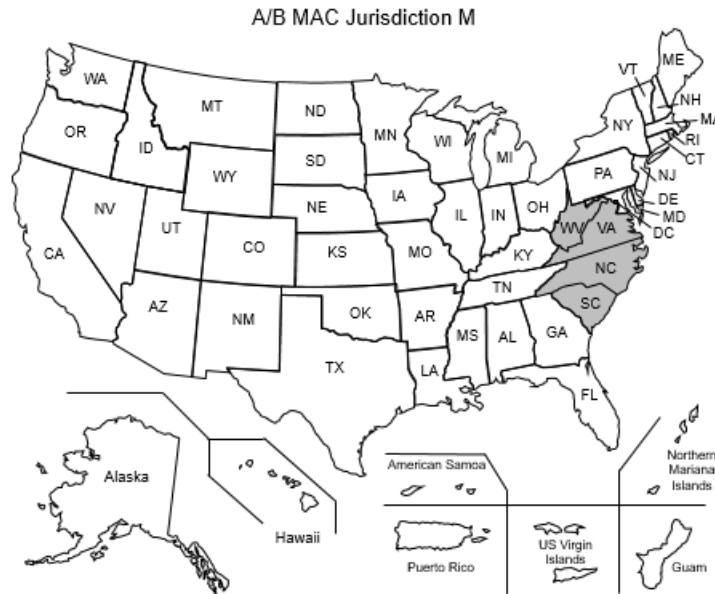 A/B MAC Jurisdiction M
ME
VT
WA
NH
MT
ND
MA
MN
OR
NY
RI
WI
ID
CT
SD
MI
WY
PA
NJ
IA
OH
DE
NE
NV
IL
IN
MD
UT
WV
VA
DC
CO
CA
KS
MO
KY
NC
TN
AZ
OK
SC
NM
AR
MS
AL
GA
TX
LA
FL
American Samoa
Northern
Mariana
Islands
Alaska
Hawaii
US Virgin
Islands
Puerto Rico
Guam